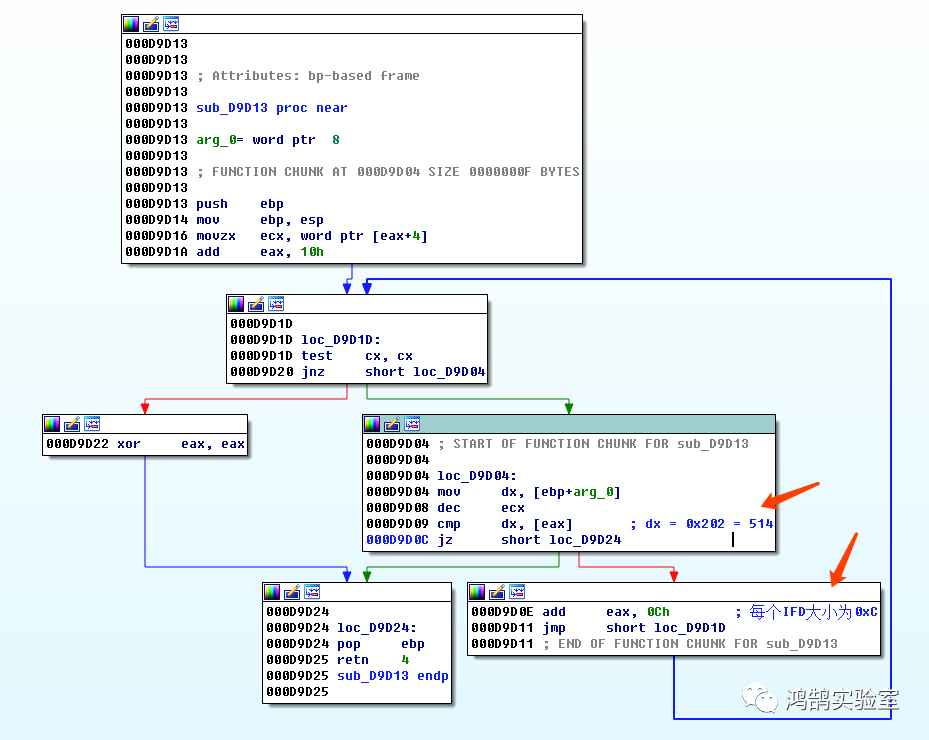 000D9D13
000D9D13
000D9D13 ; Attributes: bp-based frame
000D9D13
000D9D13 sub_D9D13 proc near
000D9D13
000D9D13 arg_0= word ptr  8
000D9D13
000D9D13 ; FUNCTION CHUNK AT 000D9D04 SIZE 0000000F BYTES
000D9D13
000D9D13 push    ebp
000D9D14 mov     ebp, esp
000D9D16 movzx   ecx, word ptr [eax+4]
000D9D1A add     eax, 10h
000D9D1D
000D9D1D loc_D9D1D:
000D9D1D test    cx, cx
000D9D20 jnz     short loc_D9D04
000D9D22 xor     eax, eax
000D9D04 ; START OF FUNCTION CHUNK FOR sub_D9D13
000D9D04
000D9D04 loc_D9D04:
000D9D04 mov     dx, [ebp+arg_0]
000D9D08 dec     ecx
000D9D09 cmp     dx, [eax]       ; dx = 0x202 = 514
000D9D0C jz      short loc_D9D24
000D9D24
000D9D24 loc_D9D24:
000D9D24 pop     ebp
000D9D25 retn    4
000D9D25 sub_D9D13 endp
000D9D25
000D9D0E add     eax, 0Ch        ; 每个IFD大小为0xC
000D9D11 jmp     short loc_D9D1D
000D9D11 ; END OF FUNCTION CHUNK FOR sub_D9D13
鸿鹄实验室